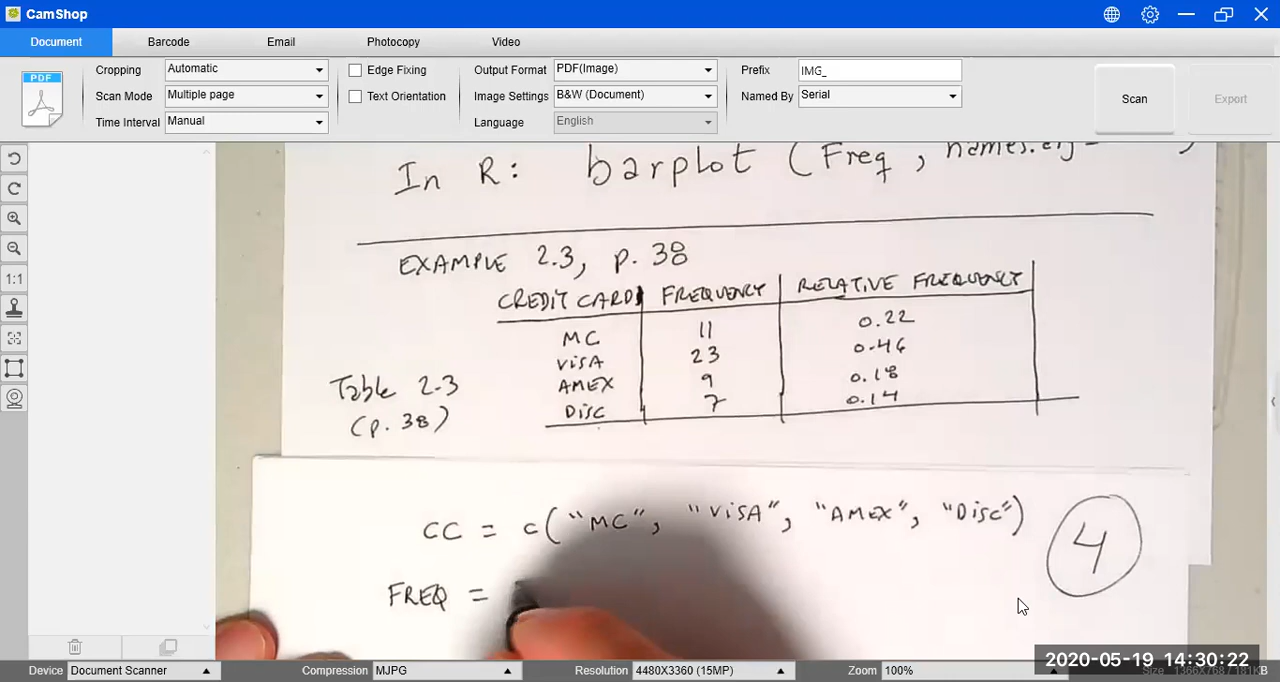 CamShop
Document Barcode Email Photocopy Video
Cropping Automatic Edge Fixing Output Format PDF(Image) Prefix IMG_
PDF Scan Mode Multiple page Text Orientation Image Settings B&W (Document) Named By Serial Scan Export
Time Interval Manual Language English
1:1
In R: barplot (Freq, names.arg=
EXAMPLE 2.3, p. 38
CREDIT CARD FREQUENCY RELATIVE FREQUENCY
MC 11 0.22
VISA 23 0.46
AMEX 9 0.18
DISC 7 0.14
Table 2.3
(p. 38)
CC = c("MC", "VISA", "AMEX", "Disc")
4
FREQ =
2020-05-19 14:30:22
Device Document Scanner Compression MJPG Resolution 4480X3360 (15MP) Zoom 100%